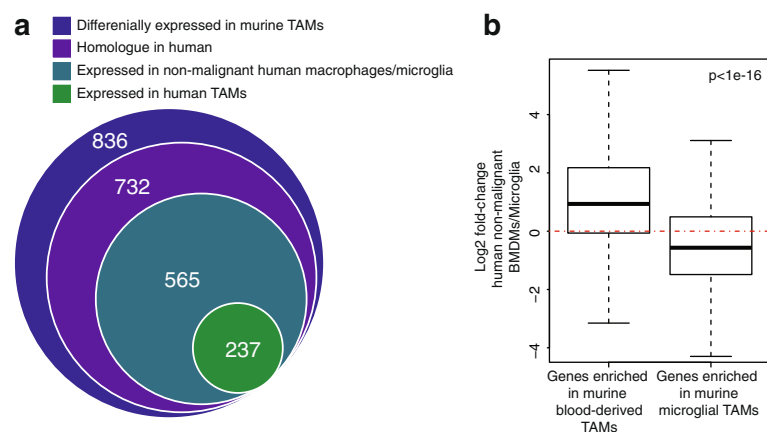 a
Differenially expressed in murine TAMs
Homologue in human
Expressed in non-malignant human macrophages/microglia
Expressed in human TAMs
836
732
565
237
b
p<1e-16
Log2 fold-change
human non-malignant
BMDMs/Microglia
4
2
0
−2
−4
Genes enriched
in murine
blood-derived
TAMs
Genes enriched
in murine
microglial TAMs